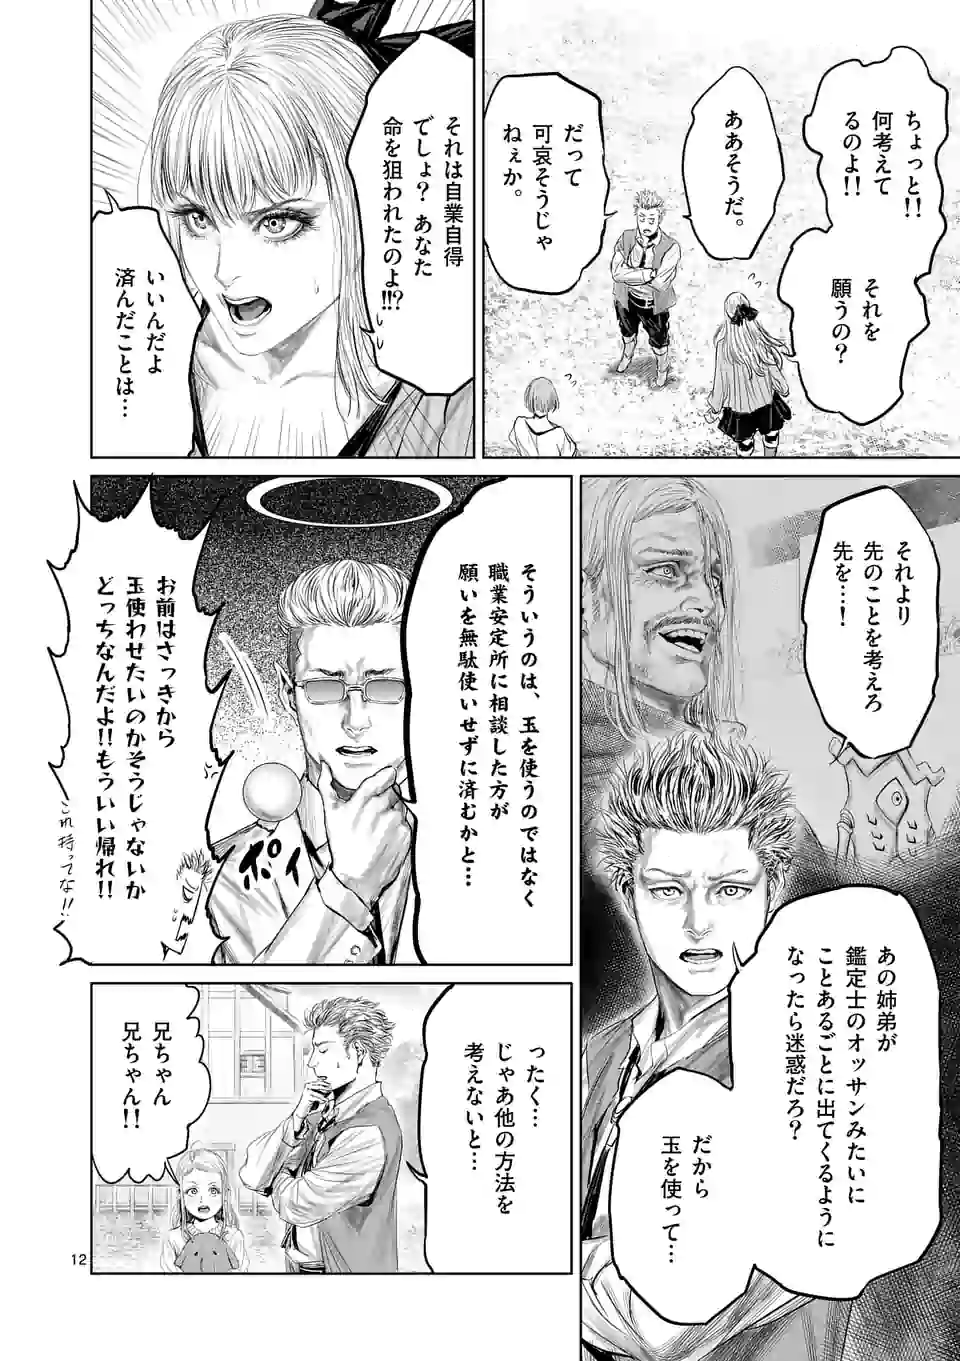 ちょっと!!
何考えて
るのよ!!
それを
願うの?
ああそうだ。
だって
可哀そうじゃ
ねぇか。
それは自業自得
でしょ?あなた
命を狙われたのよ!!?
いいんだよ
済んだことは…
それより
先のことを考えろ
先を…!
あの姉弟が
鑑定士のオッサンみたいに
ことあるごとに出てくるように
なったら迷惑だろ?
だから
玉を使って…
そういうのは、玉を使うのではなく
職業安定所に相談した方が
願いを無駄使いせずに済むかと…
ポイ
お前はさっきから
玉使わせたいのかそうじゃないか
どっちなんだよ!!もういい帰れ!!
これ持ってな!!
ったく…
じゃあ他の方法を
考えないと…
兄ちゃん
兄ちゃん!!
12